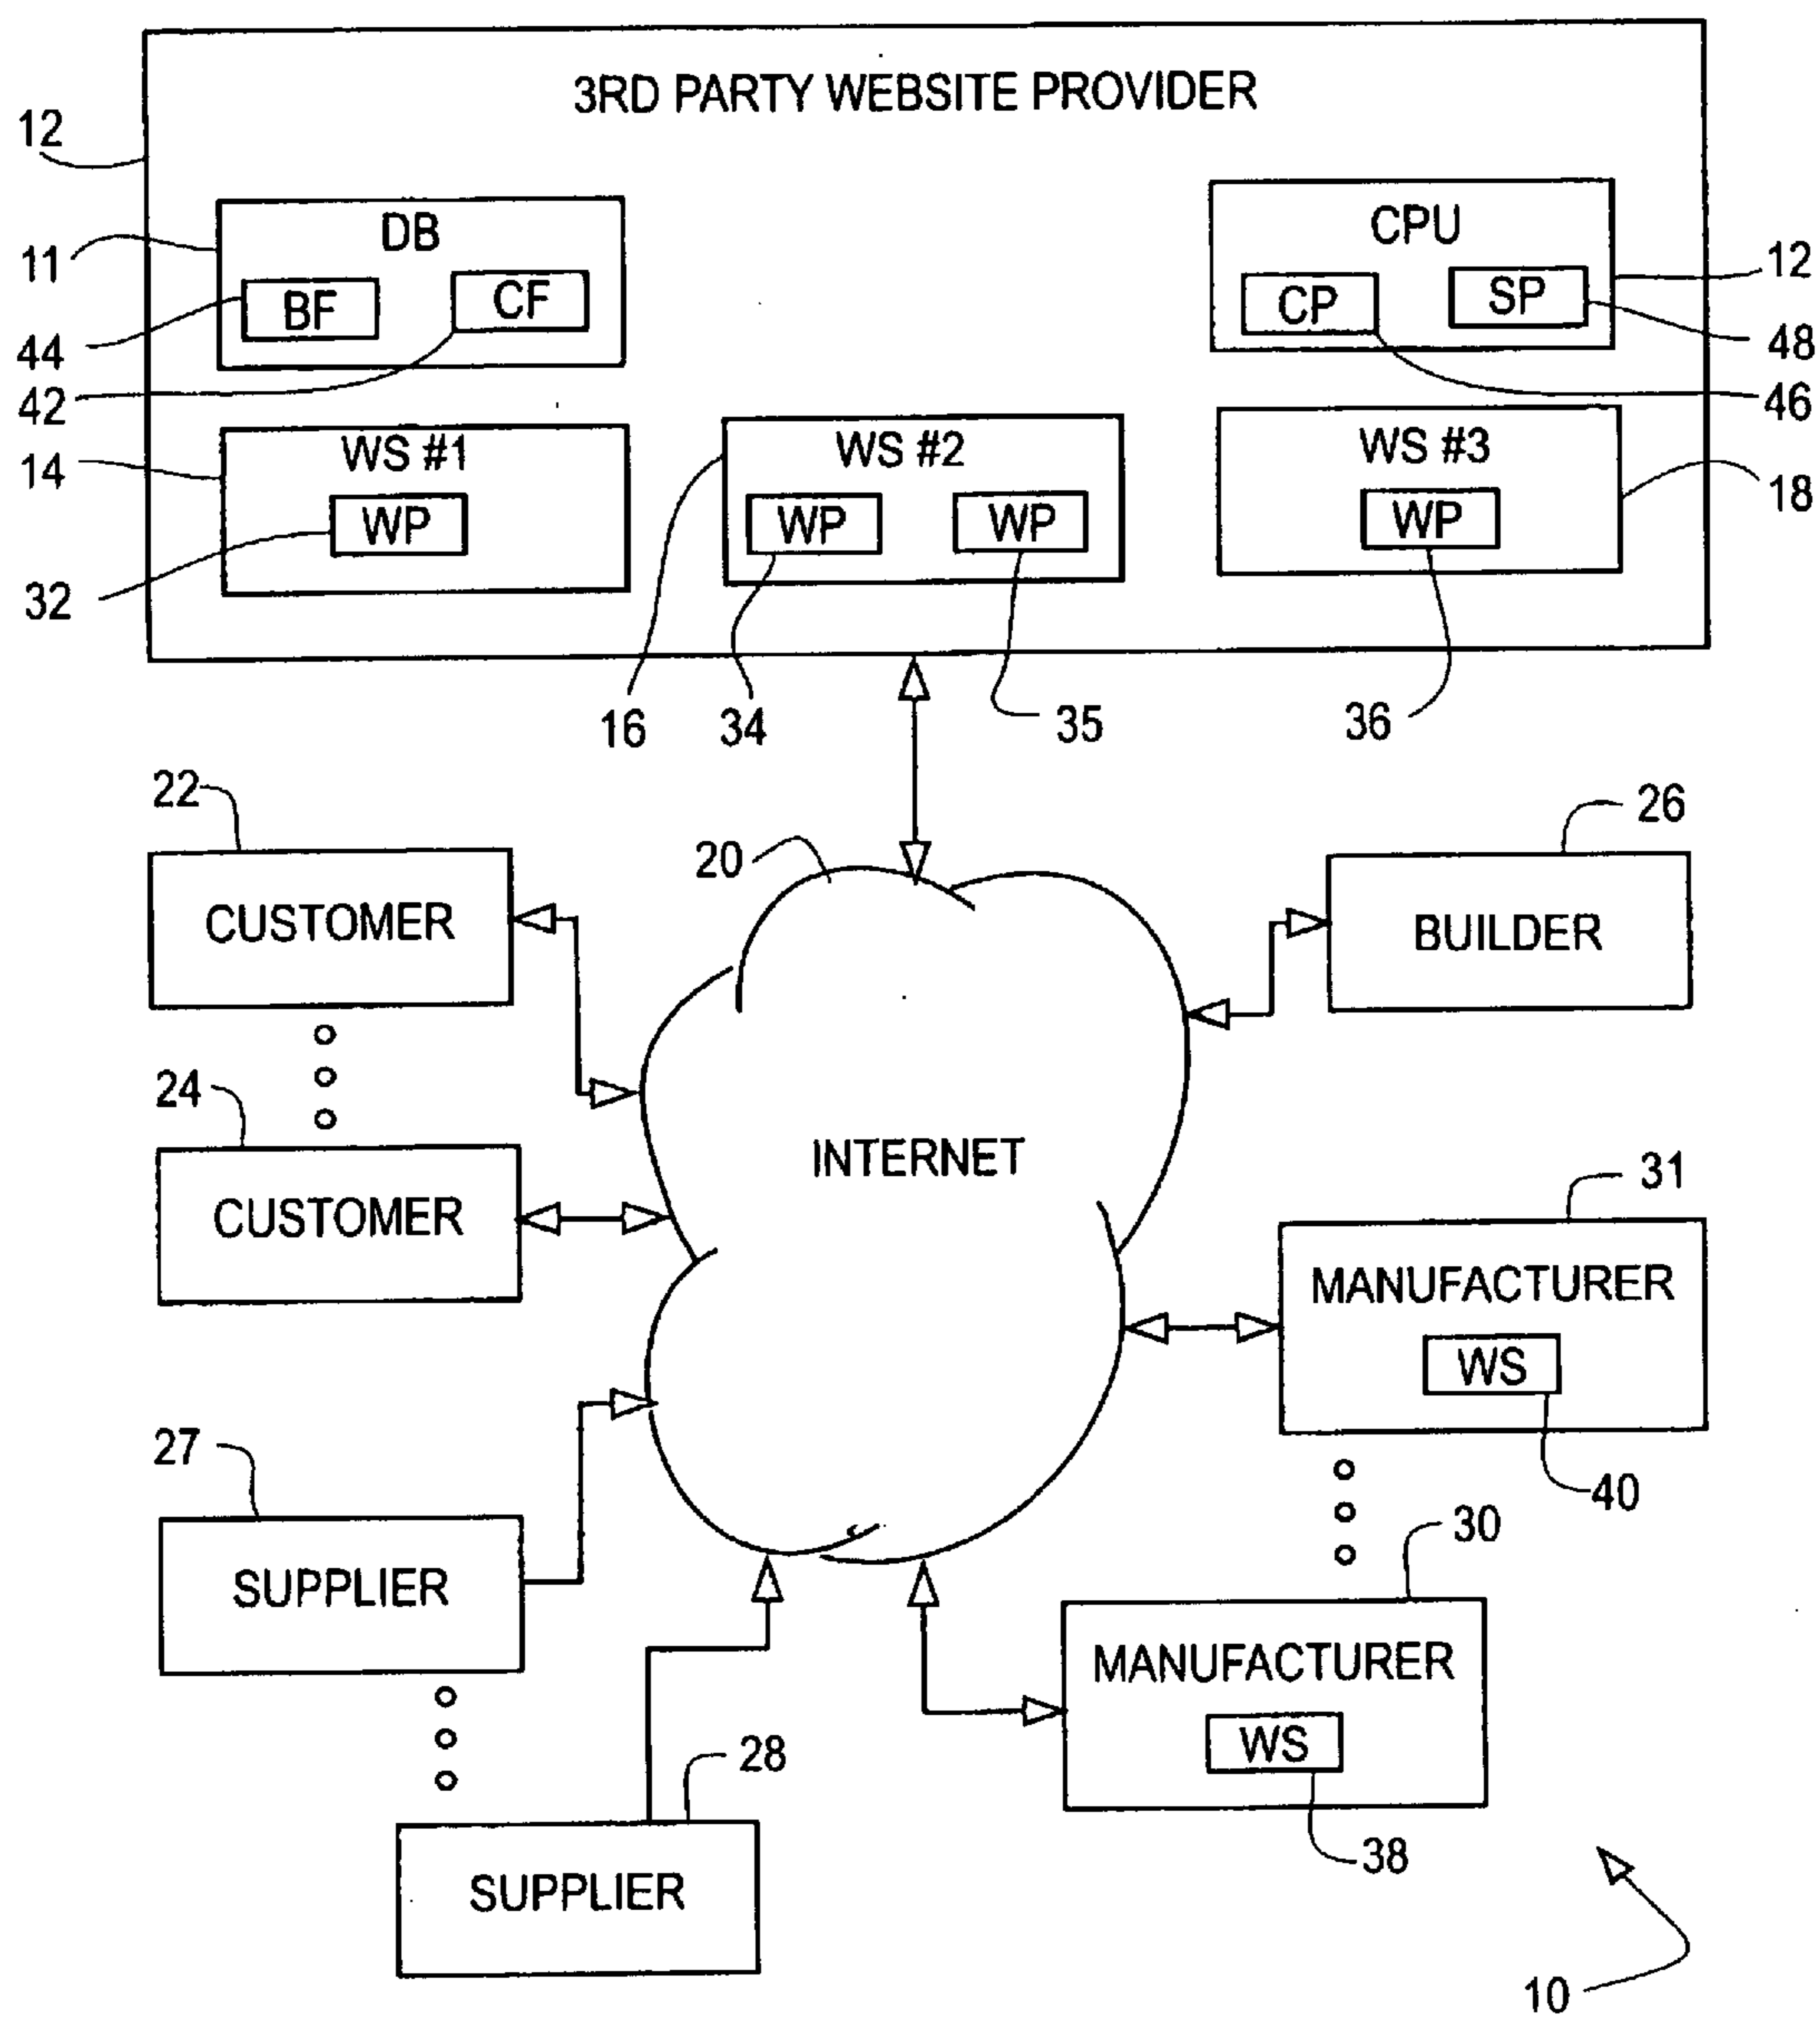 3RD PARTY WEBSITE PROVIDER
12
DB
CPU
11
12
BF
CF
CP
SP
44
48
42
46
WS #1
WS #2
WS #3
14
18
WP
WP
WP
WP
32
16
34
35
36
22
26
20
CUSTOMER
BUILDER
24
INTERNET
31
CUSTOMER
MANUFACTURER
WS
27
40
30
SUPPLIER
MANUFACTURER
WS
28
38
SUPPLIER
10